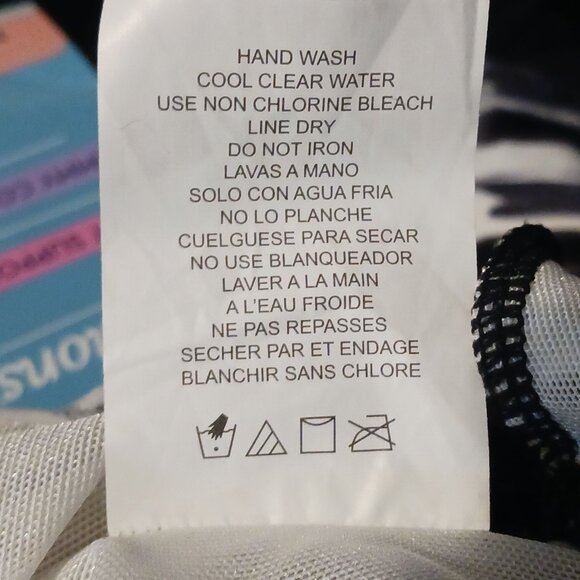 HAND WASH
COOL CLEAR WATER
USE NON CHLORINE BLEACH
LINE DRY
DO NOT IRON
LAVAS A MANO
SOLO CON AGUA FRIA
NO LO PLANCHE
CUELGUESE PARA SECAR
NO USE BLANQUEADOR
LAVER A LA MAIN
A L'EAU FROIDE
NE PAS REPASSES
SECHER PAR ET ENDAGE
BLANCHIR SANS CHLORE